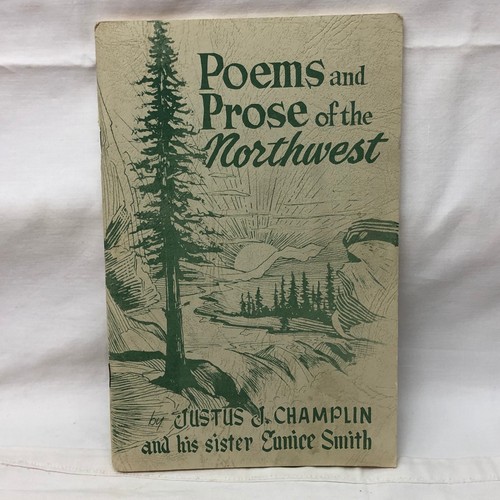 Poems and
Prose of the
Northwest
by JUSTUS J. CHAMPLIN
and his sister Eunice Smith